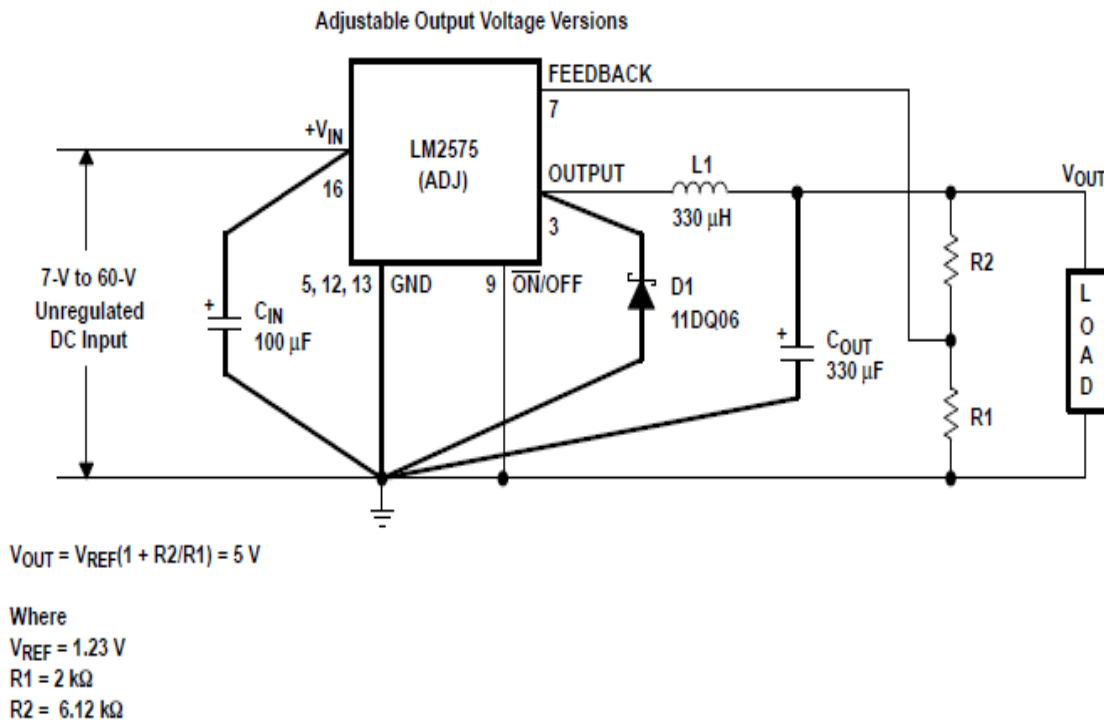 Adjustable Output Voltage Versions
FEEDBACK
7
+VIN
LM2575
(ADJ)
16
OUTPUT
3
L1
330 μH
VOUT
7-V to 60-V
Unregulated
DC Input
+
CIN
100 μF
5, 12, 13
GND
9
ON/OFF
D1
11DQ06
+
COUT
330 μF
R2
R1
L
O
A
D
VOUT = VREF(1 + R2/R1) = 5 V
Where
VREF = 1.23 V
R1 = 2 kΩ
R2 = 6.12 kΩ